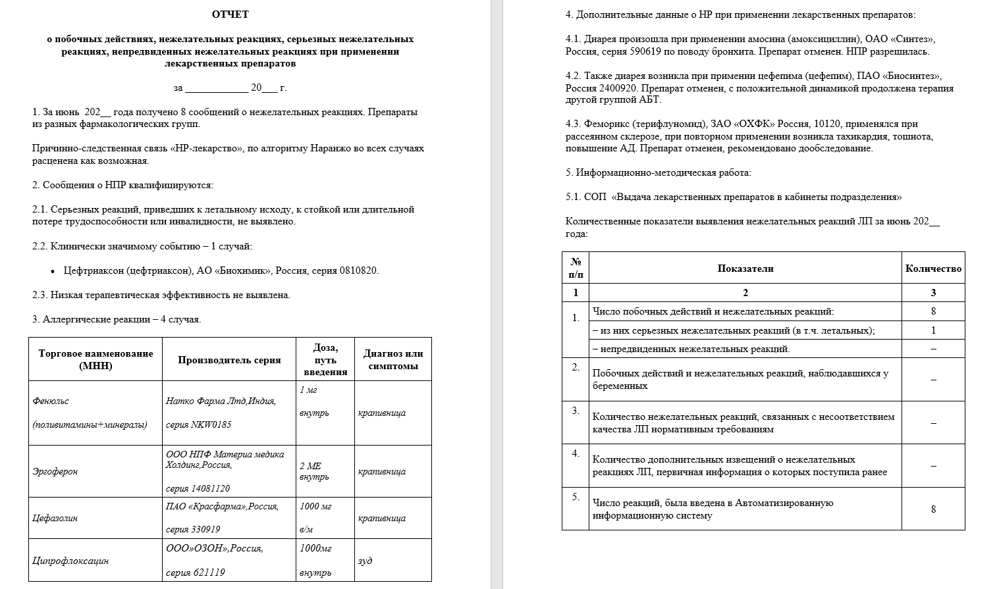 ОТЧЕТ
о побочных действиях, нежелательных реакциях, серьезных нежелательных
реакциях, непредвиденных нежелательных реакциях при применении
лекарственных препаратов
за ____________ 20___ г.
1. За июнь 202__ года получено 8 сообщений о нежелательных реакциях. Препараты
из разных фармакологических групп.
Причинно-следственная связь «НР-лекарство», по алгоритму Наранжо во всех случаях
расценена как возможная.
2. Сообщения о НПР квалифицируются:
2.1. Серьезных реакций, приведших к летальному исходу, к стойкой или длительной
потере трудоспособности или инвалидности, не выявлено.
2.2. Клинически значимому событию – 1 случай:
• Цефтриаксон (цефтриаксон), АО «Биохимик», Россия, серия 0810820.
2.3. Низкая терапевтическая эффективность не выявлена.
3. Аллергические реакции – 4 случая.
Торговое наименование
(МНН)
Производитель серия
Доза,
путь
введения
Диагноз или
симптомы
Фенюльс
(поливитамины+минералы)
Натко Фарма Лтд,Индия,
серия NKW0185
1 мг
внутрь
крапивница
Эргоферон
ООО НПФ Материа медика
Холдинг,Россия,
серия 14081120
2 МЕ
внутрь
крапивница
Цефазолин
ПАО «Красфарма»,Россия,
серия 330919
1000 мг
в/м
крапивница
Ципрофлоксацин
ООО»ОЗОН»,Россия,
серия 621119
1000мг
внутрь
зуд
4. Дополнительные данные о НР при применении лекарственных препаратов:
4.1. Диарея произошла при применении амосина (амоксициллин), ОАО «Синтез»,
Россия, серия 590619 по поводу бронхита. Препарат отменен. НПР разрешилась.
4.2. Также диарея возникла при примении цефепима (цефепим), ПАО «Биосинтез»,
Россия 2400920. Препарат отменен, с положительной динамикой продолжена терапия
другой группой АБТ.
4.3. Феморикс (терифлуномид), ЗАО «ОХФК» Россия, 10120, применялся при
рассеянном склерозе, при повторном применении возникла тахикардия, тошнота,
повышение АД. Препарат отменен, рекомендовано дообследование.
5. Информационно-методическая работа:
5.1. СОП «Выдача лекарственных препаратов в кабинеты подразделения»
Количественные показатели выявления нежелательных реакций ЛП за июнь 202__
года:
№
п/п
Показатели
Количество
1
2
3
1.
Число побочных действий и нежелательных реакций:
8
– из них серьезных нежелательных реакций (в т.ч. летальных);
1
– непредвиденных нежелательных реакций.
–
2.
Побочных действий и нежелательных реакций, наблюдавшихся у
беременных
–
3.
Количество нежелательных реакций, связанных с несоответствием
качества ЛП нормативным требованиям
–
4.
Количество дополнительных извещений о нежелательных
реакциях ЛП, первичная информация о которых поступила ранее
–
5.
Число реакций, была введена в Автоматизированную
информационную систему
8